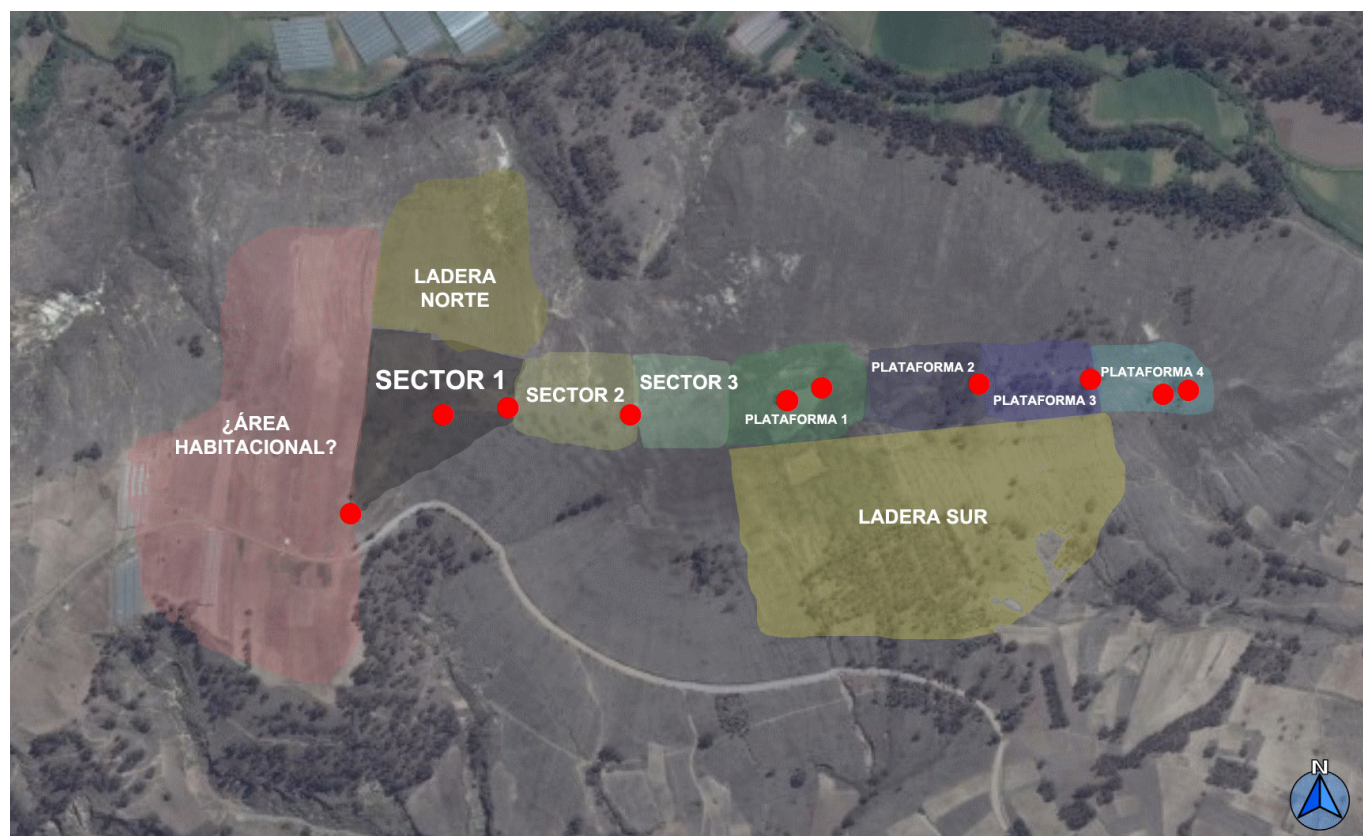 LADERA
NORTE
SECTOR 1
SECTOR 2
SECTOR 3
PLATAFORMA 1
PLATAFORMA 2
PLATAFORMA 3
PLATAFORMA 4
¿ÁREA
HABITACIONAL?
LADERA SUR
N